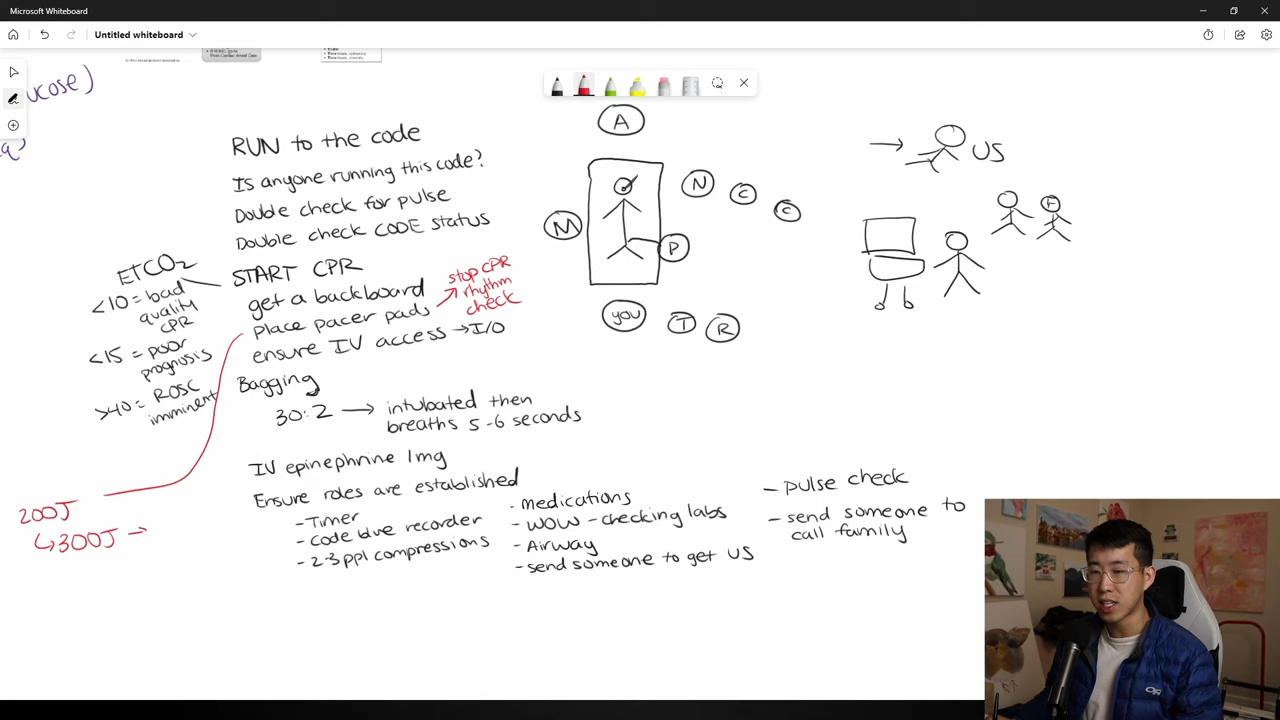 Microsoft Whiteboard
Untitled whiteboard
ucose)
RUN to the code
Is anyone running this code?
Double check for pulse
Double check CODE status
START CPR
get a backboard
place pacer pads
ensure IV access → I/O
stop CPR
rhythm
check
ETCO2
<10 = bad
quality
CPR
<15 = poor
prognosis
>40 = ROSC
imminent
Bagging
30:2 → intubated then
breaths 5-6 seconds
IV epinephrine 1mg
Ensure roles are established
- Timer
- code blue recorder
- 2-3 ppl compressions
- medications
- WOW - checking labs
- Airway
- send someone to get US
- pulse check
- send someone to
call family
200J
↳300J →
A
M
N
C
C
P
you
T
R
US
F